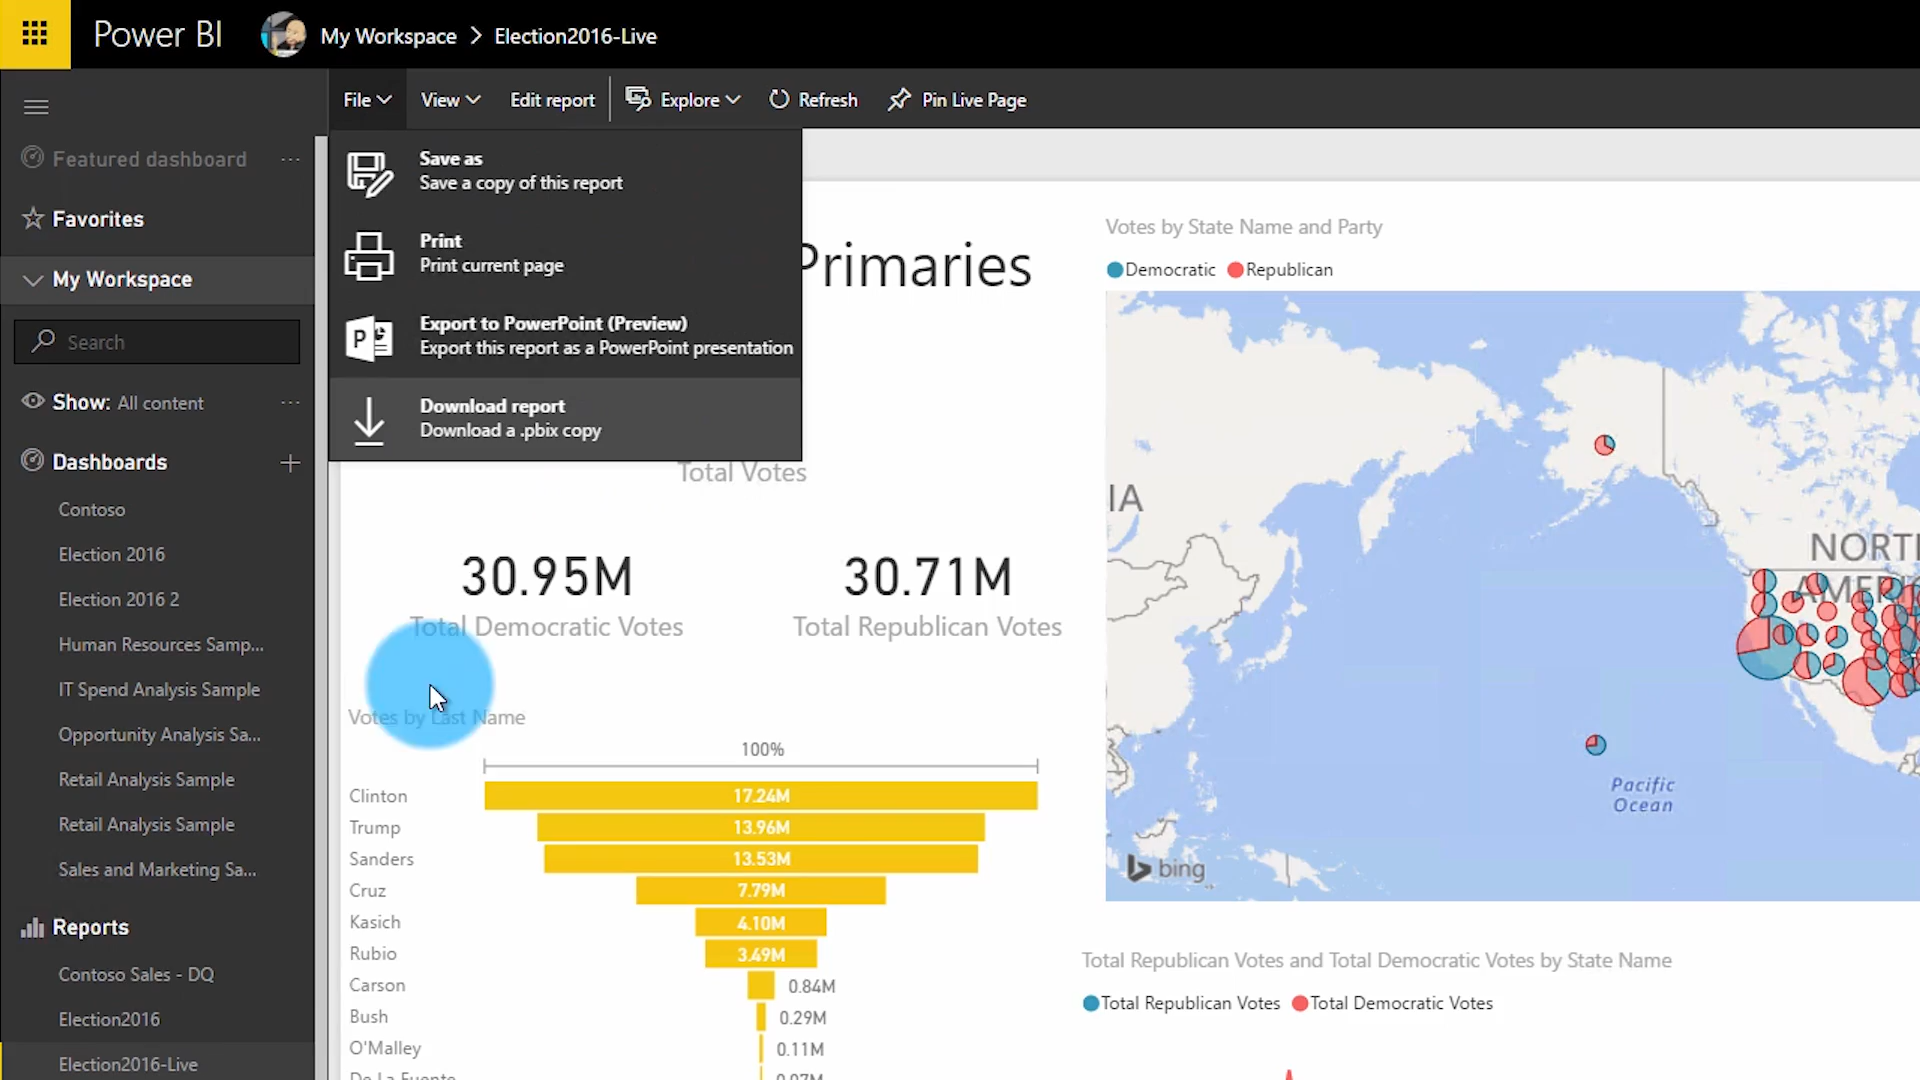 Power BI
My Workspace > Election2016-Live
File
View
Edit report
Explore
Refresh
Pin Live Page
Featured dashboard ...
Favorites
My Workspace
Search
Show: All content ...
Dashboards +
Contoso
Election 2016
Election 2016 2
Human Resources Samp...
IT Spend Analysis Sample
Opportunity Analysis Sa...
Retail Analysis Sample
Retail Analysis Sample
Sales and Marketing Sa...
Reports
Contoso Sales - DQ
Election2016
Election2016-Live
Save as
Save a copy of this report
Print
Print current page
Export to PowerPoint (Preview)
Export this report as a PowerPoint presentation
Download report
Download a .pbix copy
Primaries
Total Votes
30.95M
Total Democratic Votes
30.71M
Total Republican Votes
Votes by Last Name
100%
Clinton 17.24M
Trump 13.96M
Sanders 13.53M
Cruz 7.79M
Kasich 4.10M
Rubio 3.49M
Carson 0.84M
Bush 0.29M
O'Malley 0.11M
De La Fuente 0.07M
Votes by State Name and Party
Democratic Republican
IA
NORT
AMERI
Pacific
Ocean
bing
Total Republican Votes and Total Democratic Votes by State Name
Total Republican Votes Total Democratic Votes